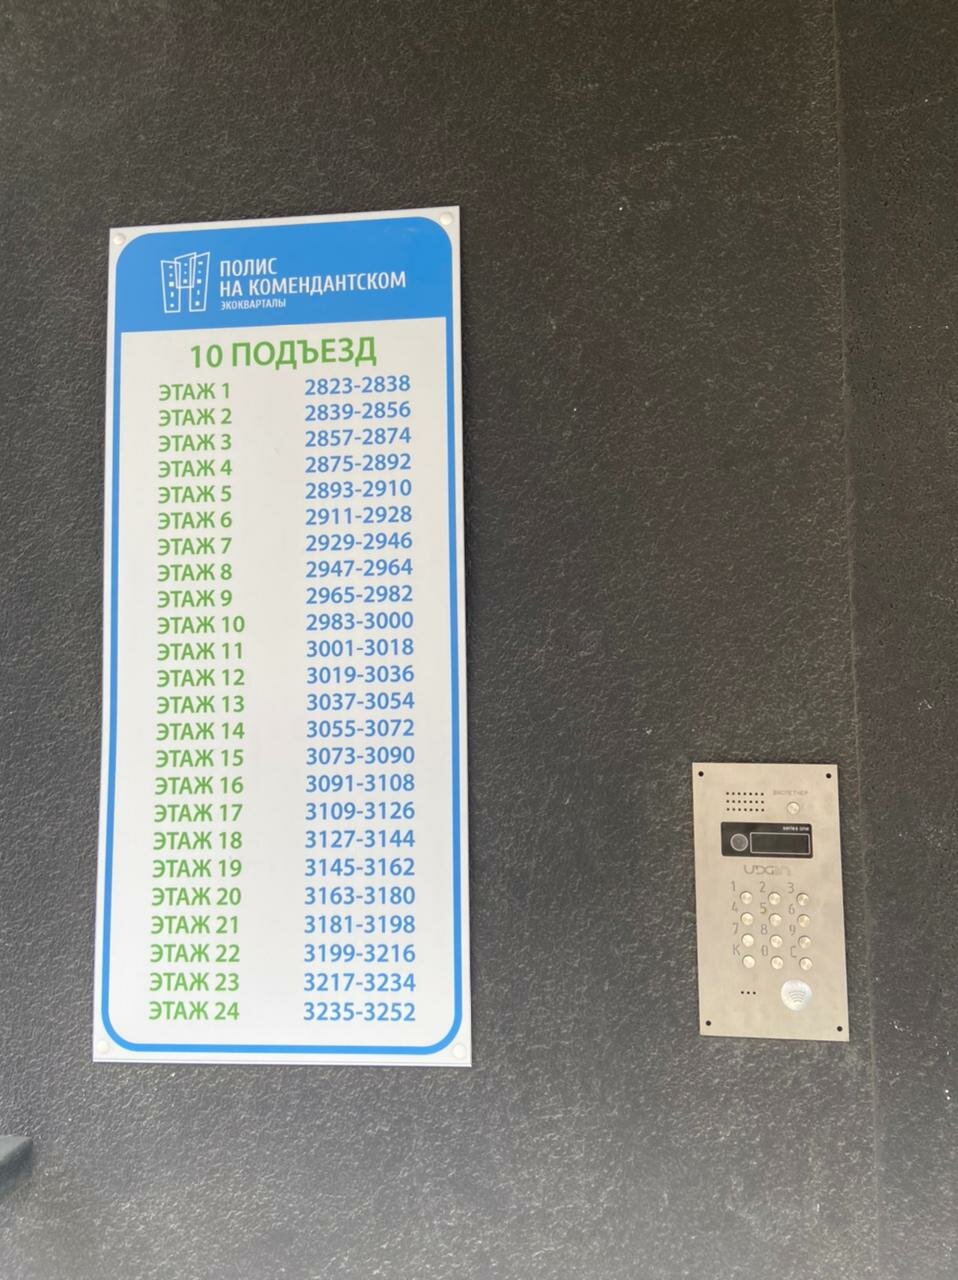 ПОЛИС
НА КОМЕНДАНТСКОМ
ЭКОКВАРТАЛЫ
10 ПОДЪЕЗД
ЭТАЖ 1 2823-2838
ЭТАЖ 2 2839-2856
ЭТАЖ 3 2857-2874
ЭТАЖ 4 2875-2892
ЭТАЖ 5 2893-2910
ЭТАЖ 6 2911-2928
ЭТАЖ 7 2929-2946
ЭТАЖ 8 2947-2964
ЭТАЖ 9 2965-2982
ЭТАЖ 10 2983-3000
ЭТАЖ 11 3001-3018
ЭТАЖ 12 3019-3036
ЭТАЖ 13 3037-3054
ЭТАЖ 14 3055-3072
ЭТАЖ 15 3073-3090
ЭТАЖ 16 3091-3108
ЭТАЖ 17 3109-3126
ЭТАЖ 18 3127-3144
ЭТАЖ 19 3145-3162
ЭТАЖ 20 3163-3180
ЭТАЖ 21 3181-3198
ЭТАЖ 22 3199-3216
ЭТАЖ 23 3217-3234
ЭТАЖ 24 3235-3252
ДИСПЕТЧЕР
series one
1 2 3
4 5 6
7 8 9
К 0 С